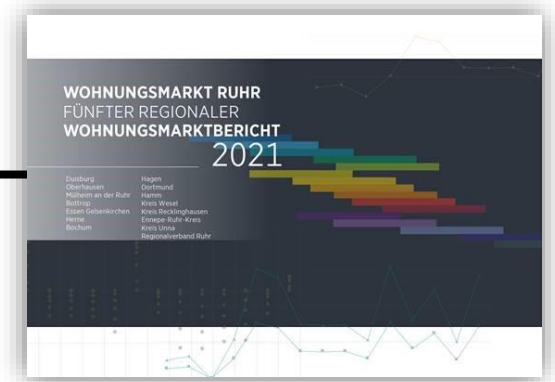 WOHNUNGSMARKT RUHR
FÜNFTER REGIONALER
WOHNUNGSMARKTBERICHT
2021
Duisburg
Oberhausen
Mülheim an der Ruhr
Bottrop
Essen Gelsenkirchen
Herne
Bochum
Hagen
Dortmund
Hamm
Kreis Wesel
Kreis Recklinghausen
Ennepe-Ruhr-Kreis
Kreis Unna
Regionalverband Ruhr